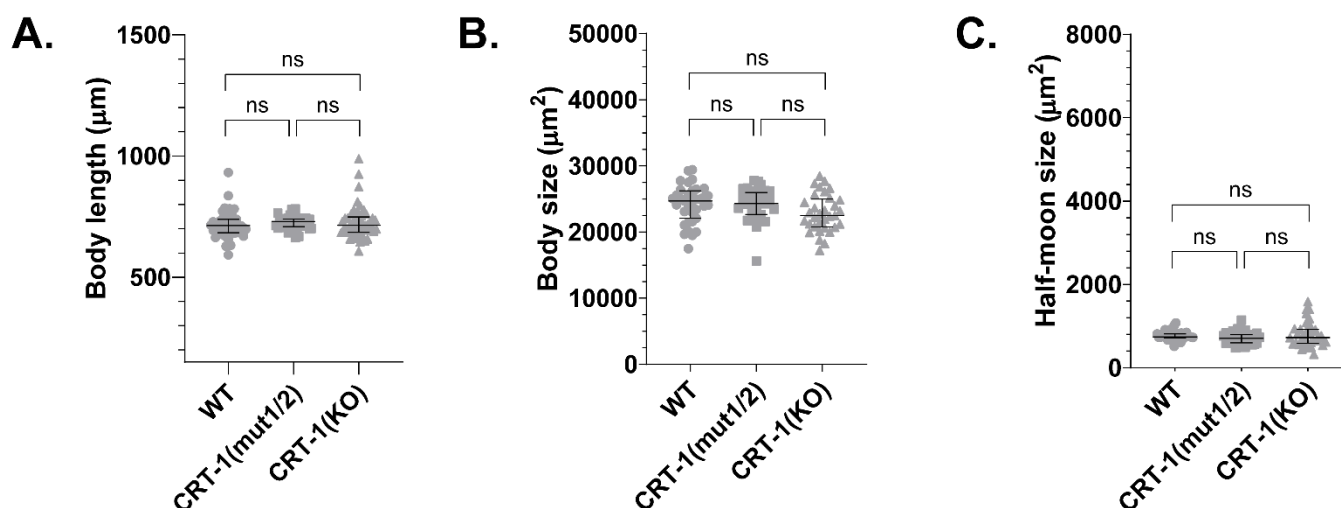 A.
Body length (μm)
1500
1000
500
ns
ns
ns
WT
CRT-1(mut1/2)
CRT-1(KO)
B.
Body size (μm²)
50000
40000
30000
20000
10000
0
ns
ns
ns
WT
CRT-1(mut1/2)
CRT-1(KO)
C.
Half-moon size (μm²)
8000
6000
4000
2000
0
ns
ns
ns
WT
CRT-1(mut1/2)
CRT-1(KO)